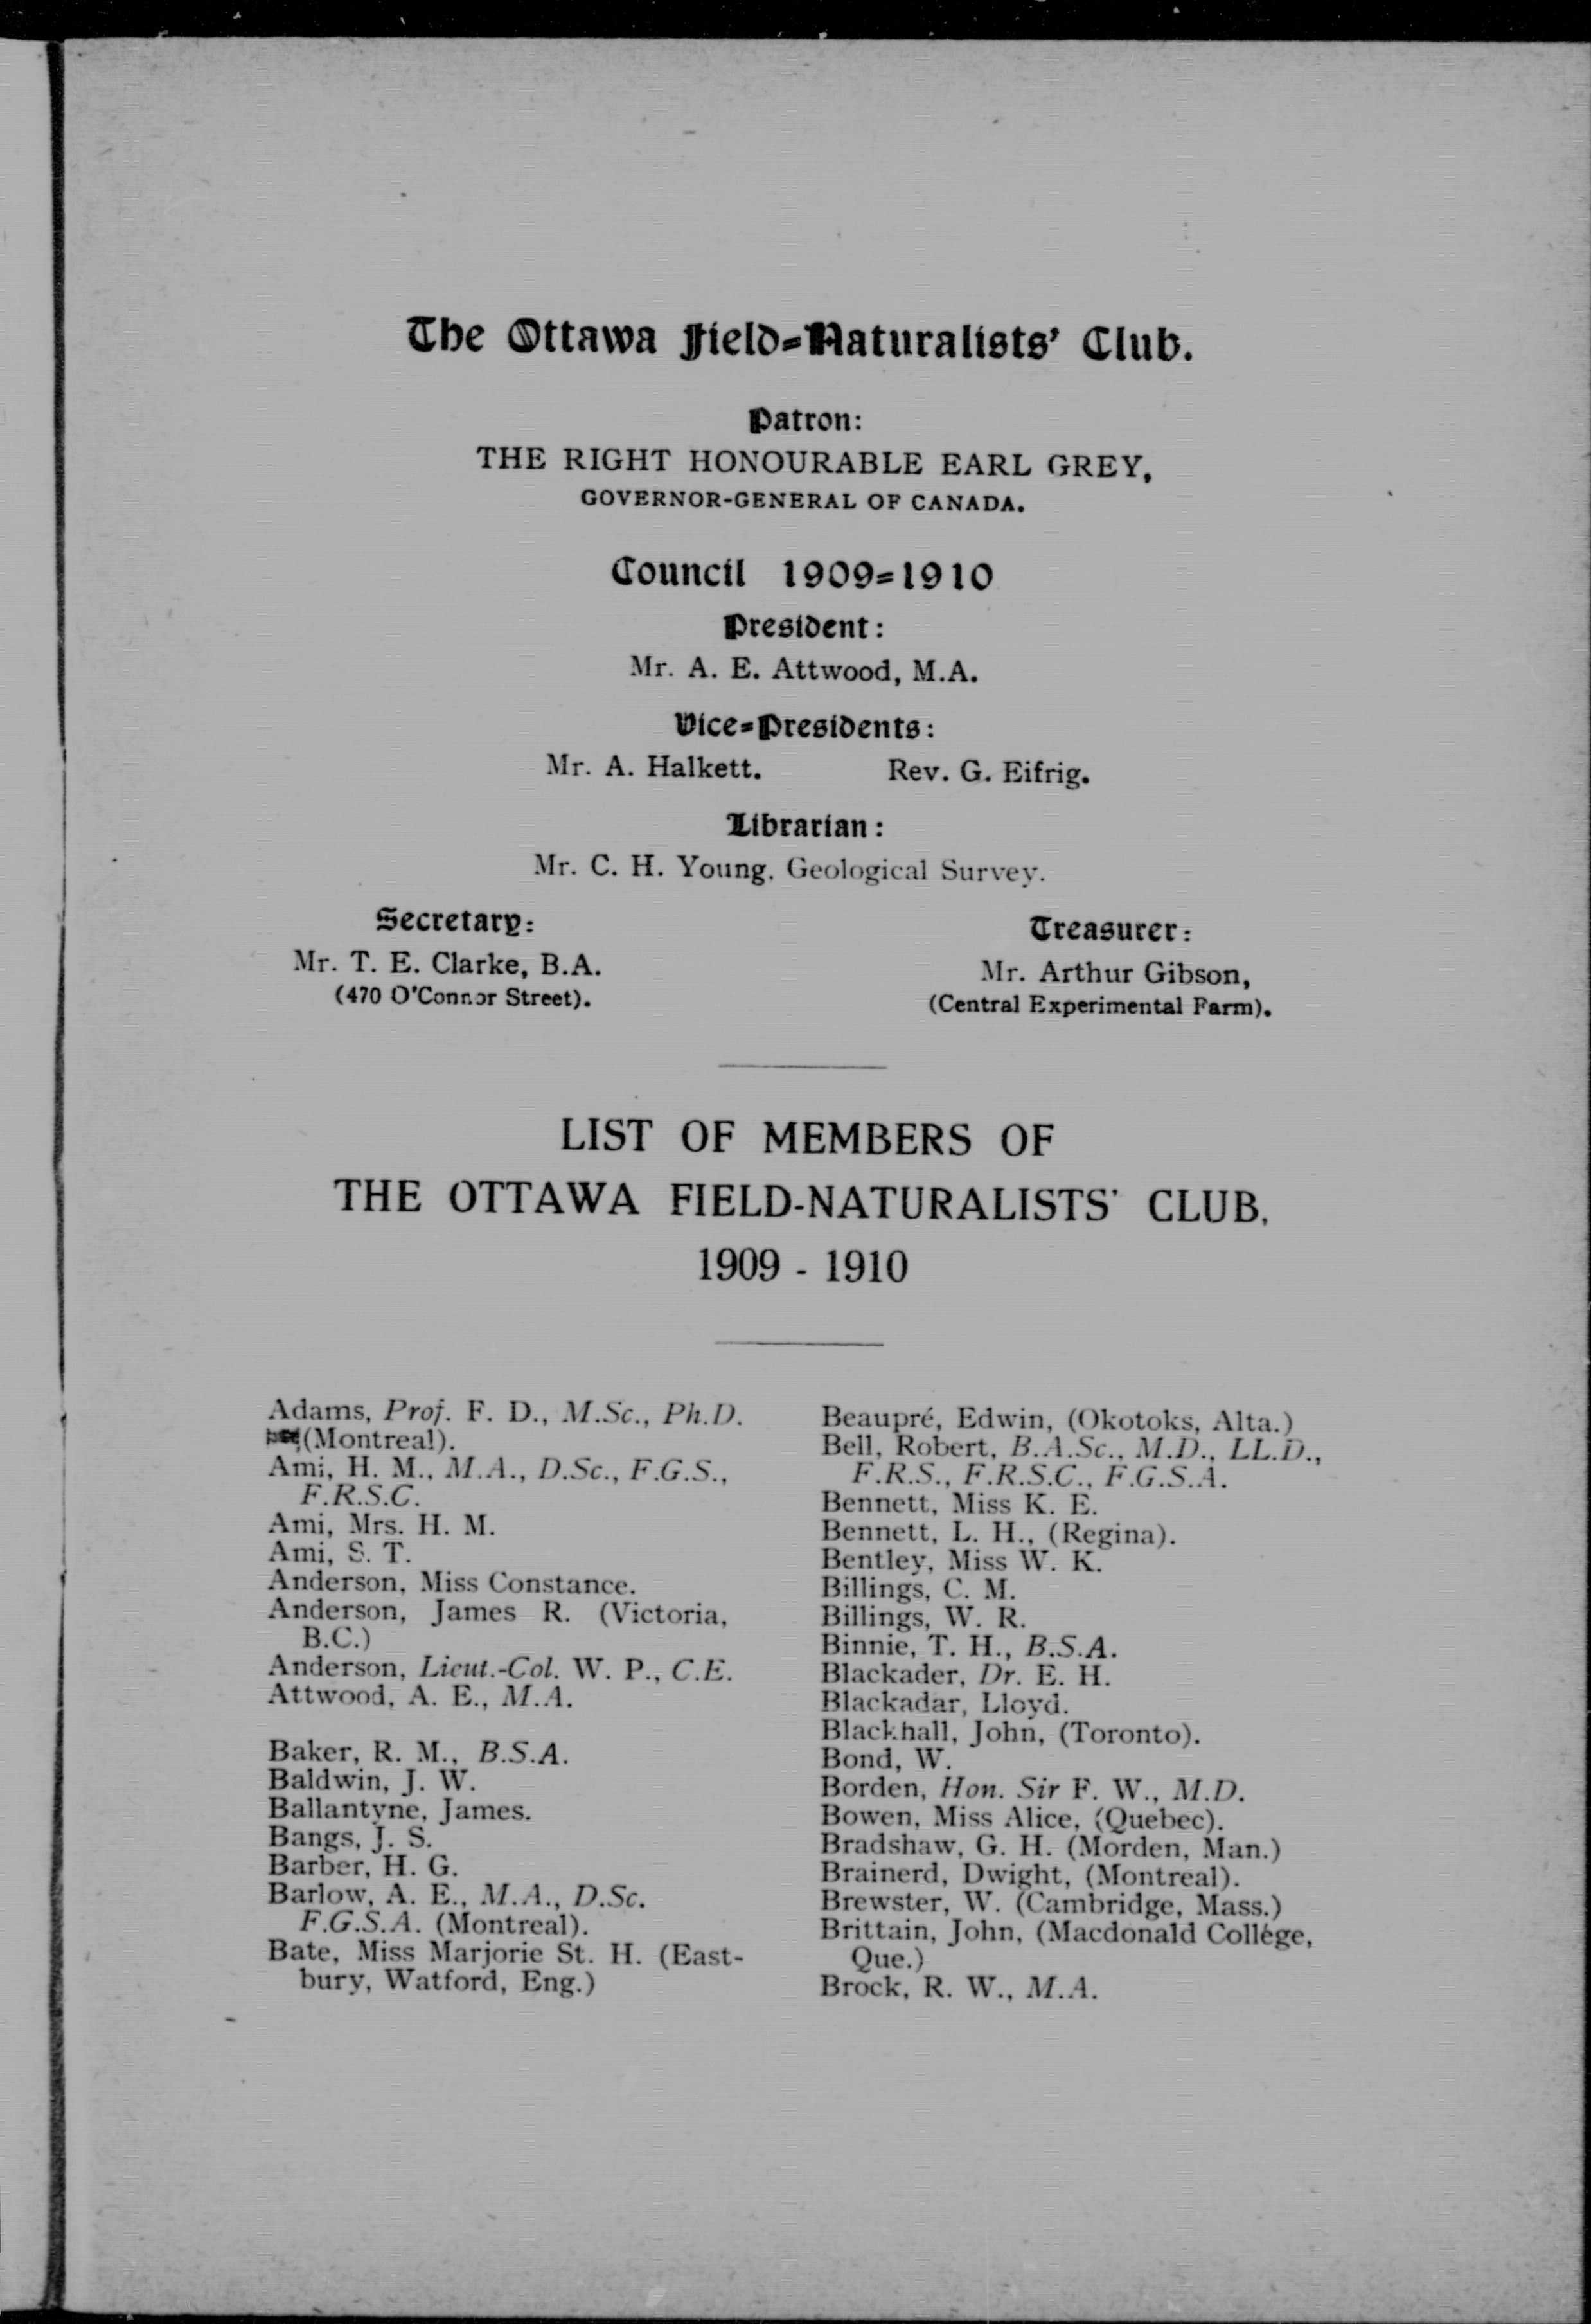 The Ottawa Field-Naturalists' Club.
Patron:
THE RIGHT HONOURABLE EARL GREY,
GOVERNOR-GENERAL OF CANADA.
Council 1909-1910
President:
Mr. A. E. Attwood, M.A.
Vice-Presidents:
Mr. A. Halkett. Rev. G. Eifrig.
Librarian:
Mr. C. H. Young, Geological Survey.
Secretary:
Mr. T. E. Clarke, B.A.
(470 O'Connor Street).
Treasurer:
Mr. Arthur Gibson,
(Central Experimental Farm).
LIST OF MEMBERS OF
THE OTTAWA FIELD-NATURALISTS' CLUB,
1909 - 1910
Adams, Prof. F. D., M.Sc., Ph.D.
(Montreal).
Ami, H. M., M.A., D.Sc., F.G.S.,
F.R.S.C.
Ami, Mrs. H. M.
Ami, S. T.
Anderson, Miss Constance.
Anderson, James R. (Victoria,
B.C.)
Anderson, Lieut.-Col. W. P., C.E.
Attwood, A. E., M.A.
Baker, R. M., B.S.A.
Baldwin, J. W.
Ballantyne, James.
Bangs, J. S.
Barber, H. G.
Barlow, A. E., M.A., D.Sc.
F.G.S.A. (Montreal).
Bate, Miss Marjorie St. H. (East-
bury, Watford, Eng.)
Beaupré, Edwin, (Okotoks, Alta.)
Bell, Robert, B.A.Sc., M.D., LL.D.,
F.R.S., F.R.S.C., F.G.S.A.
Bennett, Miss K. E.
Bennett, L. H., (Regina).
Bentley, Miss W. K.
Billings, C. M.
Billings, W. R.
Binnie, T. H., B.S.A.
Blackader, Dr. E. H.
Blackadar, Lloyd.
Blackhall, John, (Toronto).
Bond, W.
Borden, Hon. Sir F. W., M.D.
Bowen, Miss Alice, (Quebec).
Bradshaw, G. H. (Morden, Man.)
Brainerd, Dwight, (Montreal).
Brewster, W. (Cambridge, Mass.)
Brittain, John, (Macdonald Collége,
Que.)
Brock, R. W., M.A.